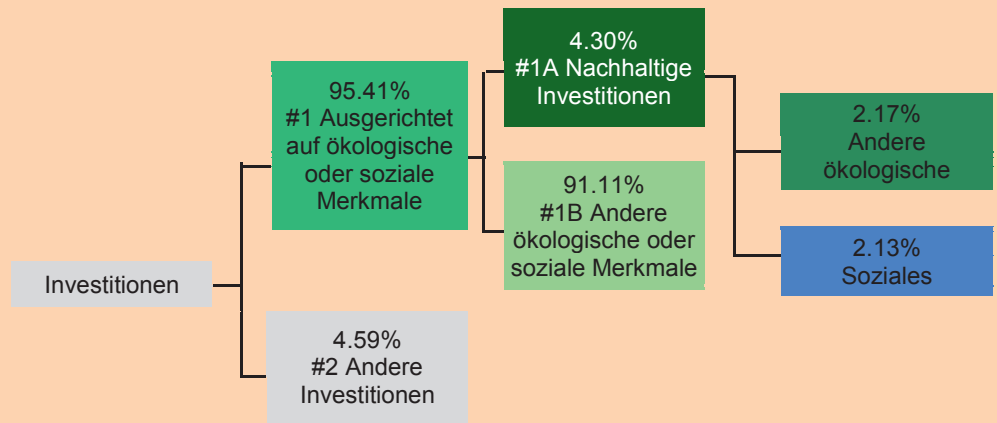 Investitionen
95.41%
#1 Ausgerichtet
auf ökologische
oder soziale
Merkmale
4.59%
#2 Andere
Investitionen
4.30%
#1A Nachhaltige
Investitionen
91.11%
#1B Andere
ökologische oder
soziale Merkmale
2.17%
Andere
ökologische
2.13%
Soziales